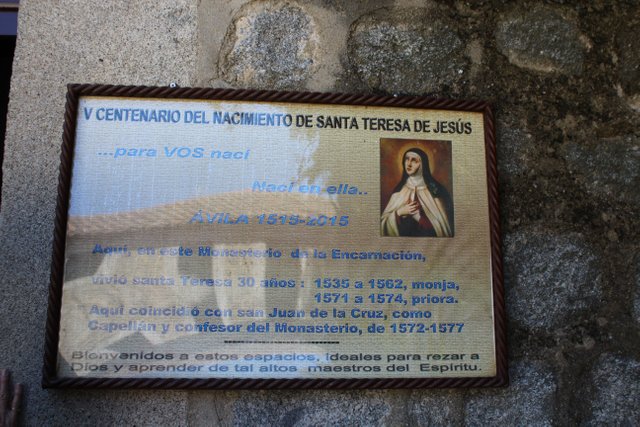 V CENTENARIO DEL NACIMIENTO DE SANTA TERESA DE JESÚS
...para VOS nací
Nací en ella..
ÁVILA 1515-2015
Aquí, en este Monasterio de la Encarnación,
vivió santa Teresa 30 años : 1535 a 1562, monja,
1571 a 1574, priora.
Aquí coincidió con san Juan de la Cruz, como
Capellán y confesor del Monasterio, de 1572-1577
Bienvenidos a estos espacios, ideales para rezar a
Dios y aprender de tal altos maestros del Espíritu.